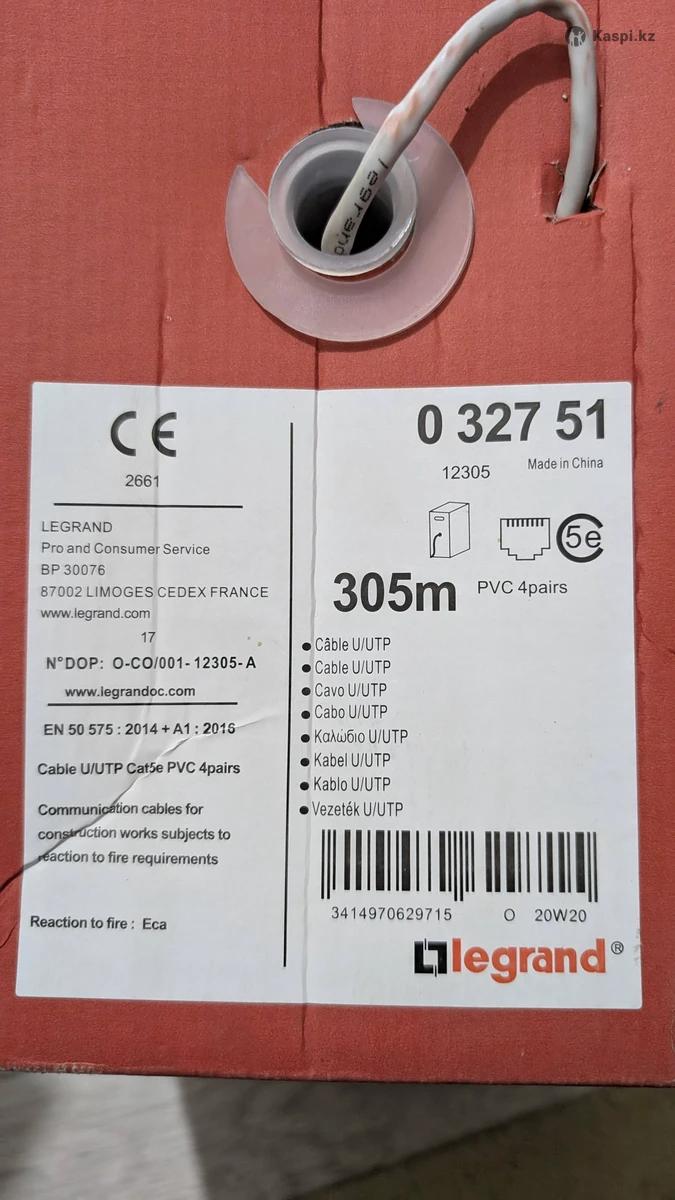 Kaspi.kz
legrand
CE
2661
LEGRAND
Pro and Consumer Service
BP 30076
87002 LIMOGES CEDEX FRANCE
www.legrand.com
17
N°DOP: O-CO/001-12305-A
www.legrandoc.com
EN 50 575 : 2014 + A1 : 2016
Cable U/UTP Cat5e PVC 4pairs
Communication cables for
construction works subjects to
reaction to fire requirements
Reaction to fire : Eca
0 327 51
12305 Made in China
5e
305m PVC 4pairs
• Câble U/UTP
• Cable U/UTP
• Cavo U/UTP
• Cabo U/UTP
• Καλώδιο U/UTP
• Kabel U/UTP
• Kablo U/UTP
• Vezeték U/UTP
3414970629715 O 20W20
legrand®